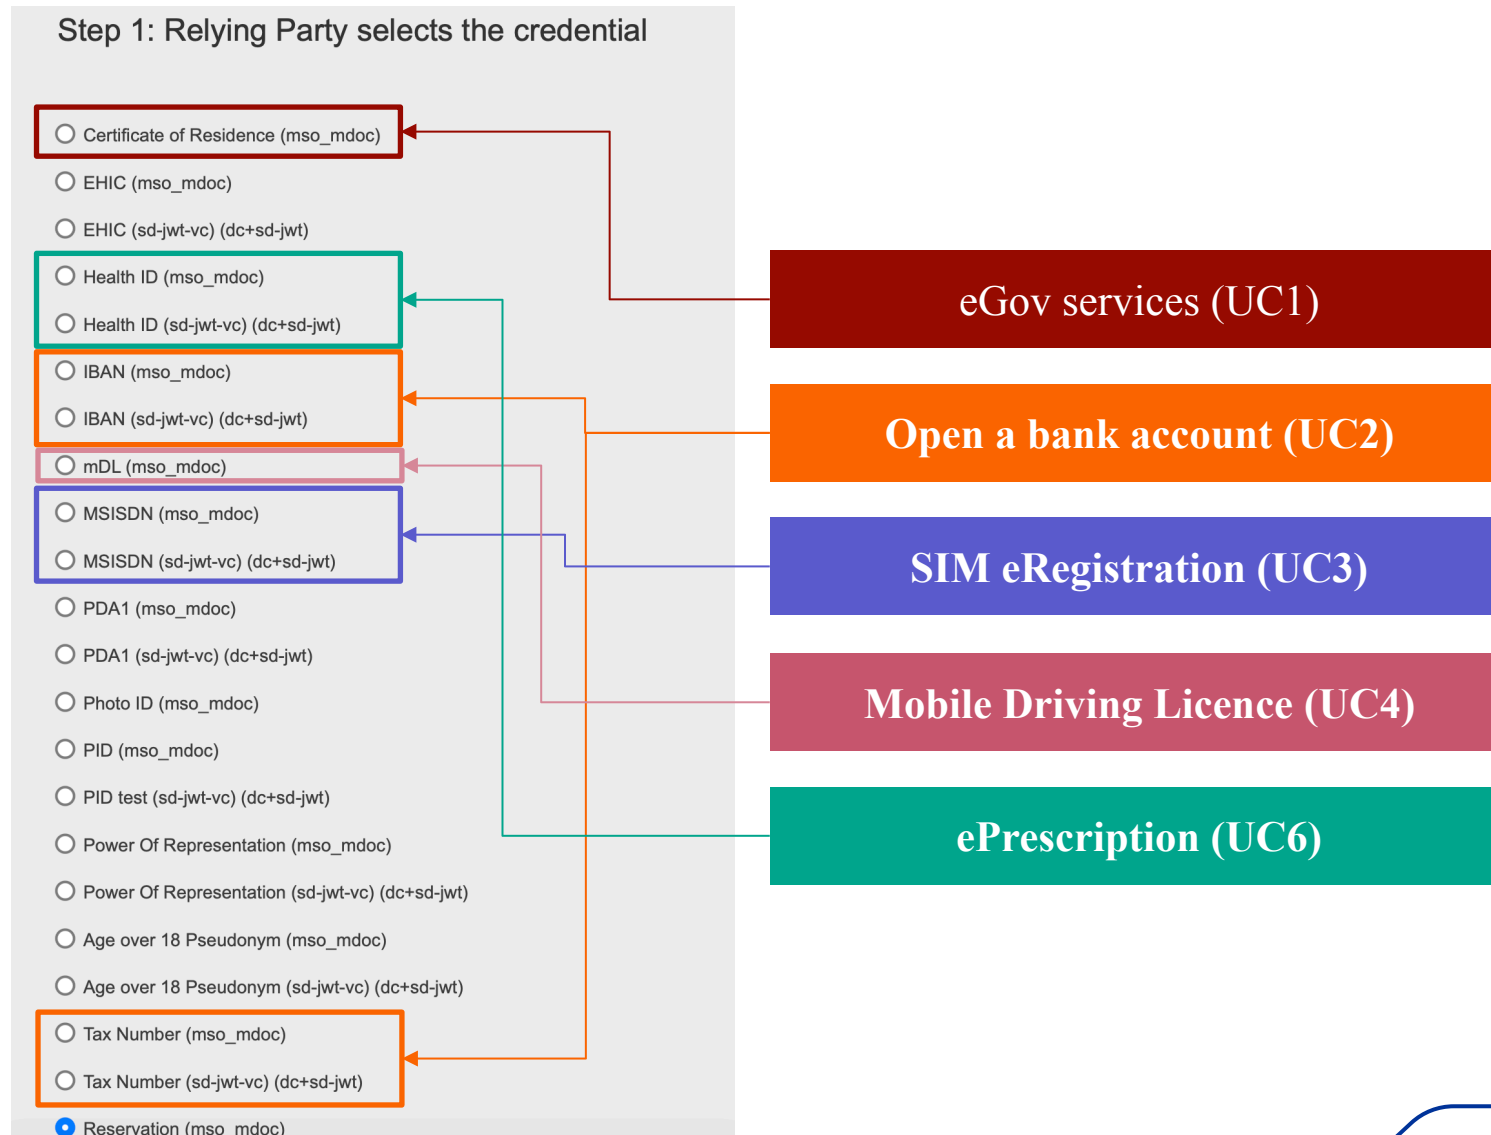 Step 1: Relying Party selects the credential
Certificate of Residence (mso_mdoc)
EHIC (mso_mdoc)
EHIC (sd-jwt-vc) (dc+sd-jwt)
Health ID (mso_mdoc)
Health ID (sd-jwt-vc) (dc+sd-jwt)
IBAN (mso_mdoc)
IBAN (sd-jwt-vc) (dc+sd-jwt)
mDL (mso_mdoc)
MSISDN (mso_mdoc)
MSISDN (sd-jwt-vc) (dc+sd-jwt)
PDA1 (mso_mdoc)
PDA1 (sd-jwt-vc) (dc+sd-jwt)
Photo ID (mso_mdoc)
PID (mso_mdoc)
PID test (sd-jwt-vc) (dc+sd-jwt)
Power Of Representation (mso_mdoc)
Power Of Representation (sd-jwt-vc) (dc+sd-jwt)
Age over 18 Pseudonym (mso_mdoc)
Age over 18 Pseudonym (sd-jwt-vc) (dc+sd-jwt)
Tax Number (mso_mdoc)
Tax Number (sd-jwt-vc) (dc+sd-jwt)
Reservation (mso_mdoc)
eGov services (UC1)
Open a bank account (UC2)
SIM eRegistration (UC3)
Mobile Driving Licence (UC4)
ePrescription (UC6)